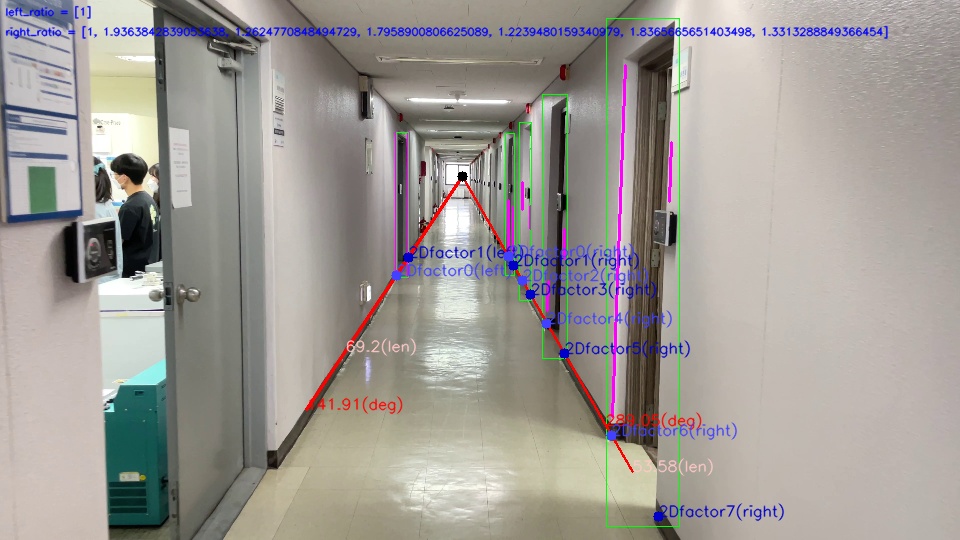 left_ratio = [1]
right_ratio = [1, 1.9363842839053638, 1.2624770848494729, 1.7958900806625089, 1.2239480159340979, 1.8365665651403498, 1.3313288849366454]
2Dfactor1(left)
2Dfactor0(right)
2Dfactor1(right)
2Dfactor0(left)
2Dfactor2(right)
2Dfactor3(right)
2Dfactor4(right)
69.2(len)
2Dfactor5(right)
41.91(deg)
2Dfactor6(right)
53.58(len)
2Dfactor7(right)